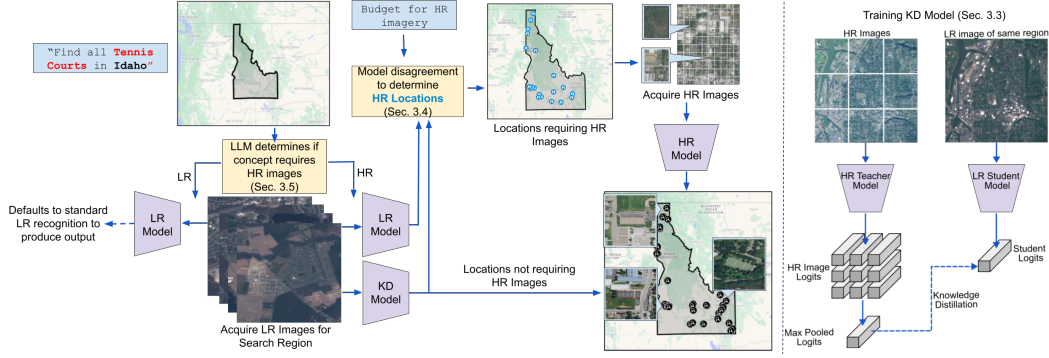 "Find all Tennis
Courts in Idaho"
Budget for HR
imagery
Model disagreement
to determine
HR Locations
(Sec. 3.4)
Locations requiring HR
Images
Acquire HR Images
HR
Model
LLM determines if
concept requires
HR images
(Sec. 3.5)
LR
HR
Defaults to standard
LR recognition to
produce output
LR
Model
LR
Model
KD
Model
Acquire LR Images for
Search Region
Locations not requiring
HR Images
Training KD Model (Sec. 3.3)
HR Images
LR image of same region
HR Teacher
Model
LR Student
Model
HR Image
Logits
Student
Logits
Knowledge
Distillation
Max Pooled
Logits